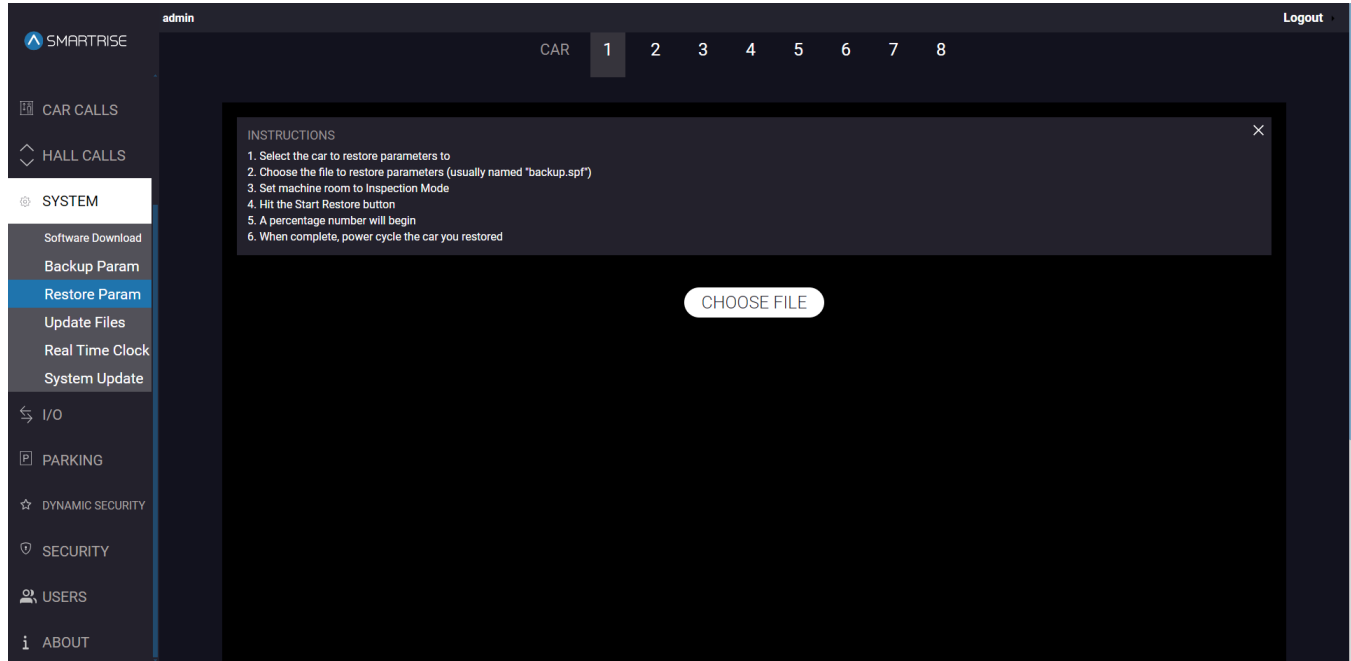 admin
Logout
SMARTRISE
CAR 1 2 3 4 5 6 7 8
CAR CALLS
HALL CALLS
SYSTEM
Software Download
Backup Param
Restore Param
Update Files
Real Time Clock
System Update
I/O
P PARKING
DYNAMIC SECURITY
SECURITY
USERS
i ABOUT
INSTRUCTIONS
1. Select the car to restore parameters to
2. Choose the file to restore parameters (usually named "backup.spf")
3. Set machine room to Inspection Mode
4. Hit the Start Restore button
5. A percentage number will begin
6. When complete, power cycle the car you restored
CHOOSE FILE